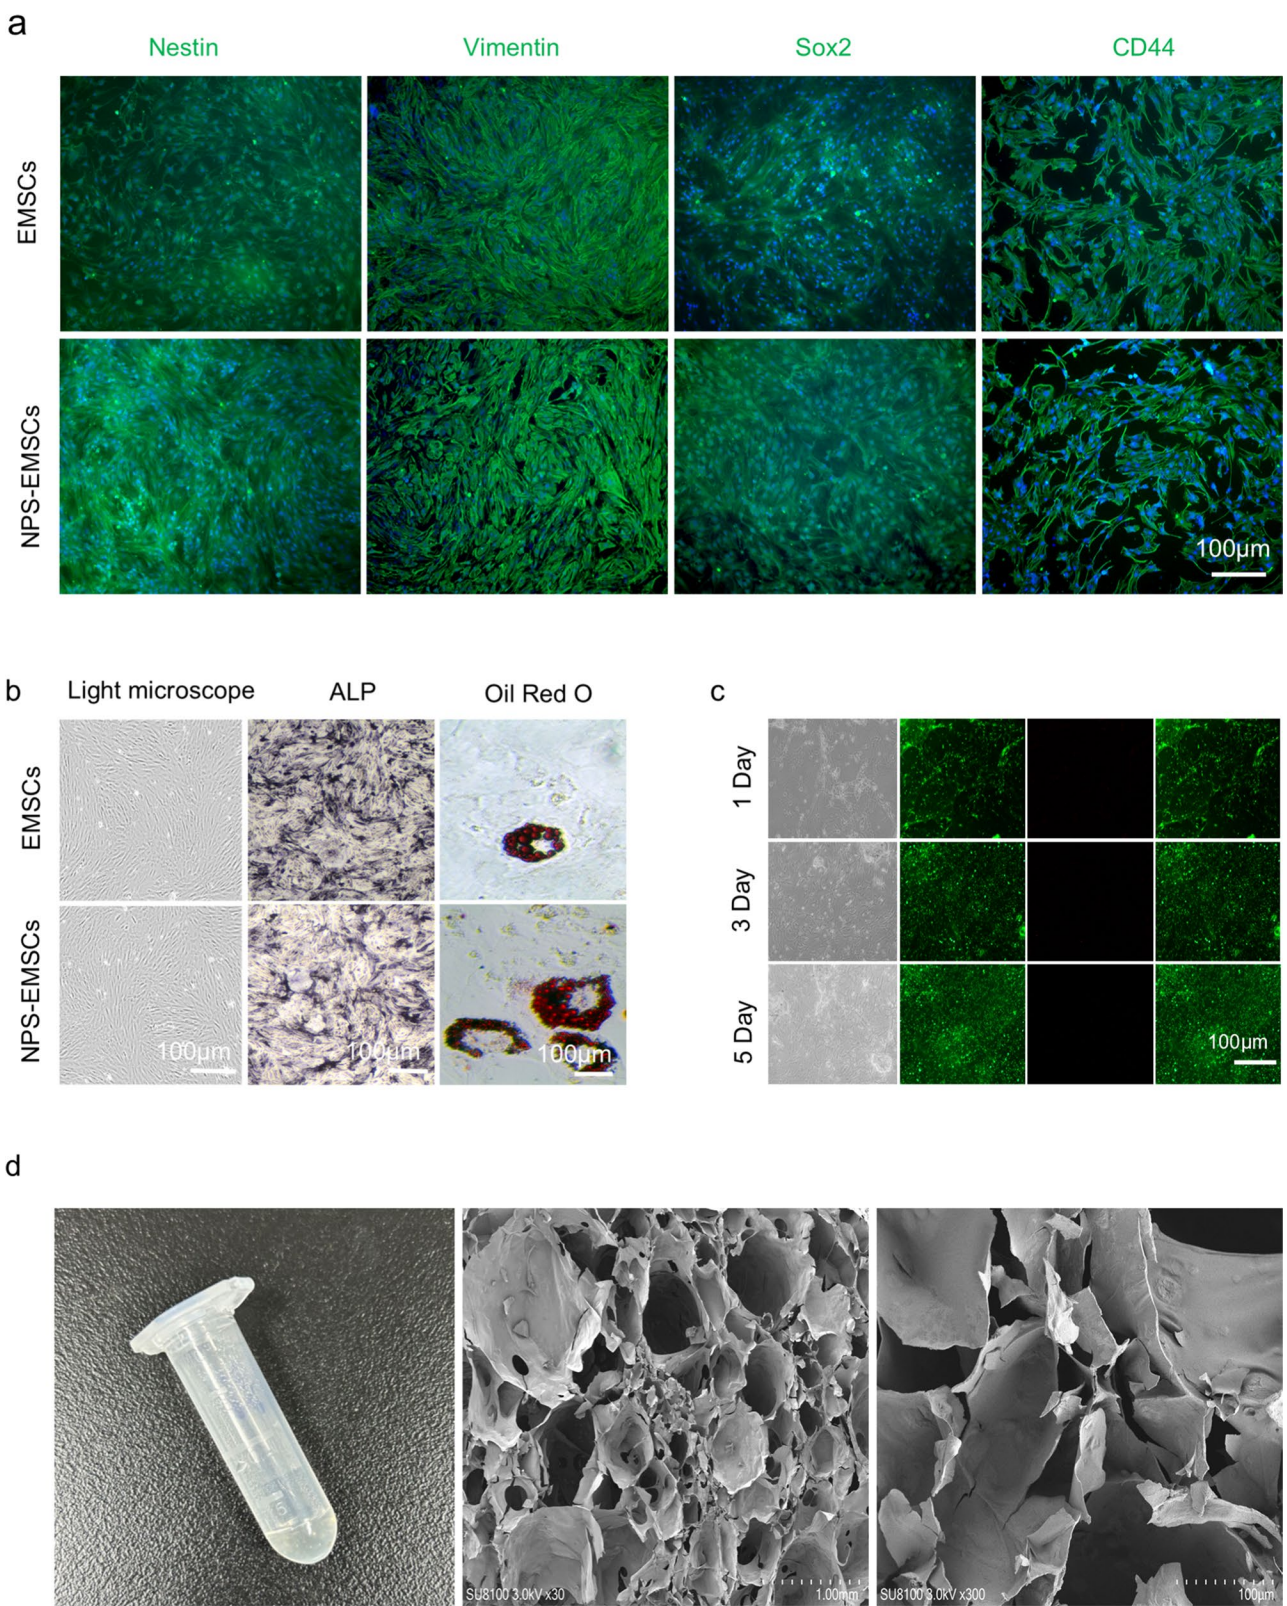 a
Nestin Vimentin Sox2 CD44
EMSCs
NPS-EMSCs
100μm
b
Light microscope ALP Oil Red O
EMSCs
NPS-EMSCs
100μm 100μm 100μm
c
1 Day
3 Day
5 Day
100μm
d
SU8100 3.0kV x30 1.00mm
SU8100 3.0kV x300 100μm